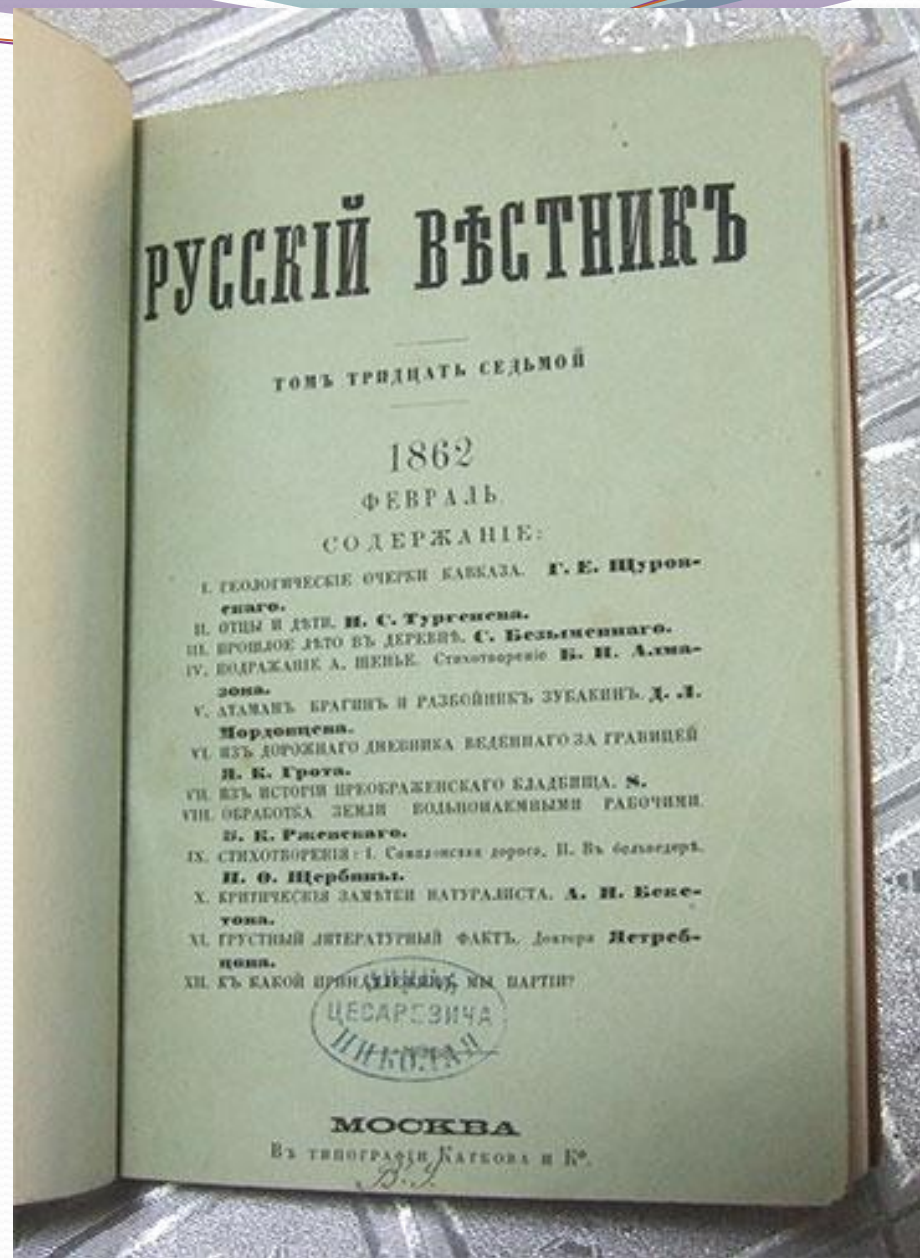 РУССКІЙ ВѢСТНИКЪ
ТОМЪ ТРИДЦАТЬ СЕДЬМОЙ
1862
ФЕВРАЛЬ
СОДЕРЖАНІЕ:
I. ГЕОЛОГИЧЕСКІЕ ОЧЕРКИ КАВКАЗА. Г. Е. Щуров-
скаго.
II. ОТЦЫ И ДѢТИ. И. С. Тургенева.
III. ПРОШЛОЕ ЛѢТО ВЪ ДЕРЕВНѢ. С. Безыменнаго.
IV. ПОДРАЖАНІЕ А. ШЕНЬЕ. Стихотвореніе Б. Н. Алма-
зова.
V. АТАМАНЪ БРАГИНЪ И РАЗБОЙНИКЪ ЗУБАКИНЪ. Д. Л.
Мордовцева.
VI. ИЗЪ ДОРОЖНАГО ДНЕВНИКА ВЕДЕННАГО ЗА ГРАНИЦЕЙ
Я. К. Грота.
VII. ИЗЪ ИСТОРІИ ПРЕОБРАЖЕНСКАГО КЛАДБИЩА. S.
VIII. ОБРАБОТКА ЗЕМЛИ ВОЛЬНОНАЕМНЫМИ РАБОЧИМИ.
В. К. Ржевскаго.
IX. СТИХОТВОРЕНІЯ: I. дорога, II. Въ бельведерѣ.
Н. Ѳ. Щербины.
X. КРИТИЧЕСКІЯ ЗАМѢТКИ НАТУРАЛИСТА. А. Н. Беке-
това.
XI. ГРУСТНЫЙ ЛИТЕРАТУРНЫЙ ФАКТЪ. Доктора Ястреб-
цова.
XII. КЪ КАКОЙ ПРИНАДЛЕЖИМЪ МЫ ПАРТІИ?
ЦЕСАРЕВИЧА
НИКОЛАЯ
МОСКВА
Въ типографіи Каткова и К°.